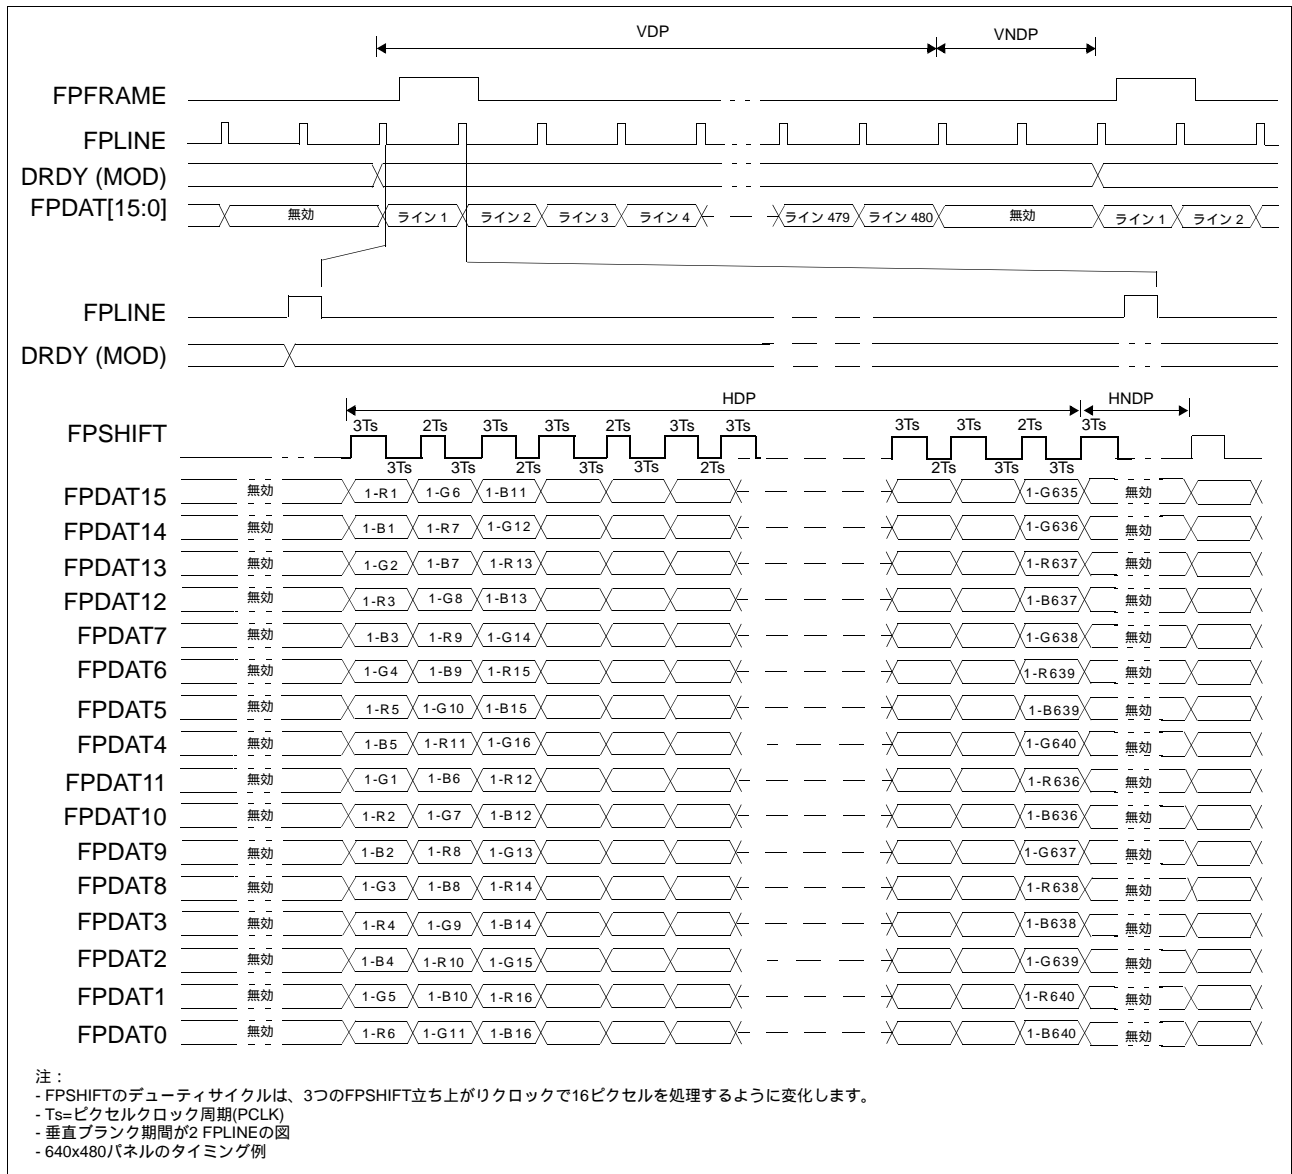 VDP VNDP
FPFRAME
FPLINE
DRDY (MOD)
FPDAT[15:0] 無効 ライン 1 ライン 2 ライン 3 ライン 4 ライン 479 ライン 480 無効 ライン 1 ライン 2
FPLINE
DRDY (MOD)
HDP HNDP
FPSHIFT 3Ts 2Ts 3Ts 3Ts 2Ts 3Ts 3Ts 3Ts 3Ts 2Ts 3Ts
3Ts 3Ts 2Ts 3Ts 3Ts 2Ts 2Ts 3Ts 3Ts
FPDAT15 無効 1-R1 1-G6 1-B11 1-G635 無効
FPDAT14 無効 1-B1 1-R7 1-G12 1-G636 無効
FPDAT13 無効 1-G2 1-B7 1-R13 1-R637 無効
FPDAT12 無効 1-R3 1-G8 1-B13 1-B637 無効
FPDAT7 無効 1-B3 1-R9 1-G14 1-G638 無効
FPDAT6 無効 1-G4 1-B9 1-R15 1-R639 無効
FPDAT5 無効 1-R5 1-G10 1-B15 1-B639 無効
FPDAT4 無効 1-B5 1-R11 1-G16 1-G640 無効
FPDAT11 無効 1-G1 1-B6 1-R12 1-R636 無効
FPDAT10 無効 1-R2 1-G7 1-B12 1-B636 無効
FPDAT9 無効 1-B2 1-R8 1-G13 1-G637 無効
FPDAT8 無効 1-G3 1-B8 1-R14 1-R638 無効
FPDAT3 無効 1-R4 1-G9 1-B14 1-B638 無効
FPDAT2 無効 1-B4 1-R10 1-G15 1-G639 無効
FPDAT1 無効 1-G5 1-B10 1-R16 1-R640 無効
FPDAT0 無効 1-R6 1-G11 1-B16 1-B640 無効
注：
- FPSHIFTのデューティサイクルは、3つのFPSHIFT立ち上がりクロックで16ピクセルを処理するように変化します。
- Ts=ピクセルクロック周期(PCLK)
- 垂直ブランク期間が2 FPLINEの図
- 640x480パネルのタイミング例